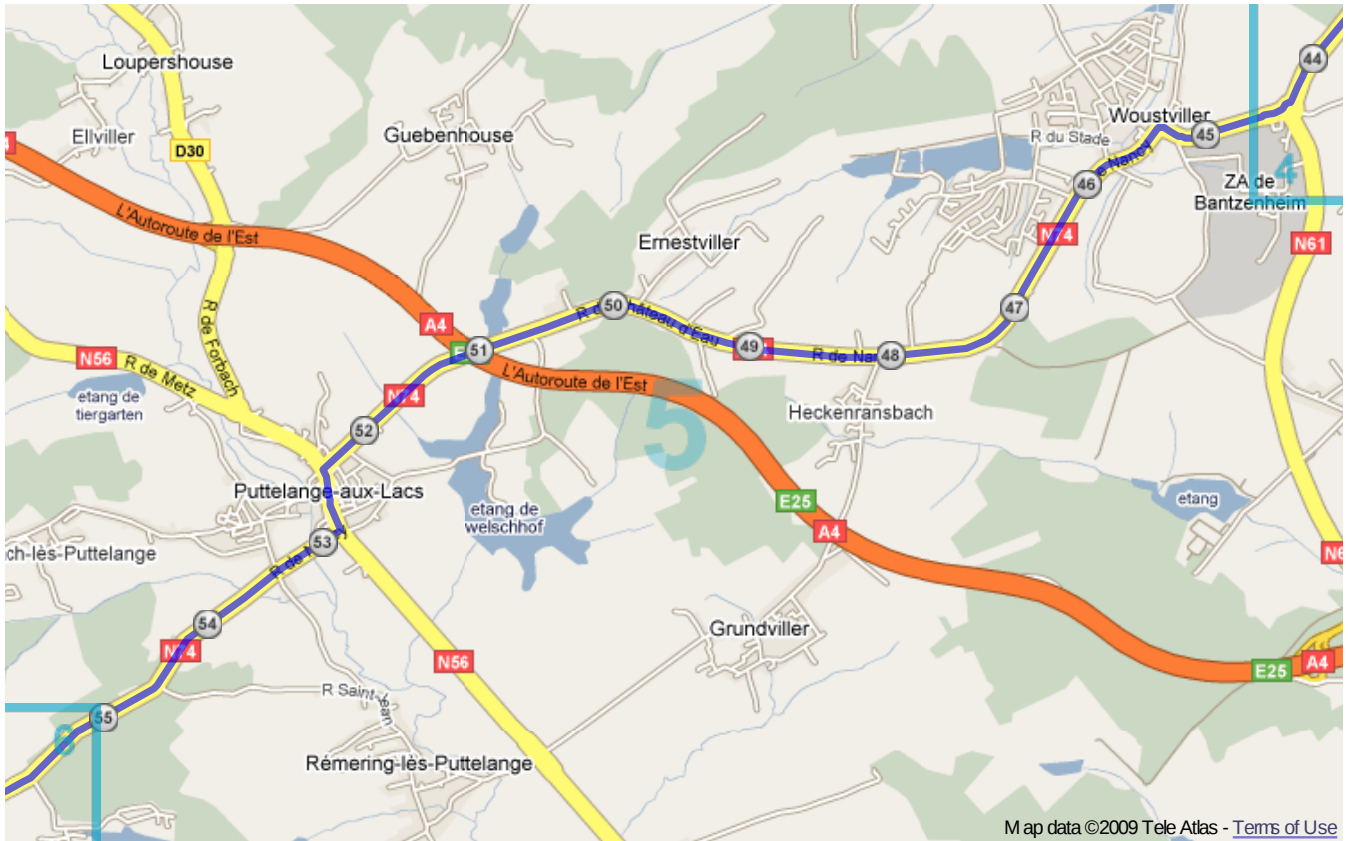 Loupershouse
44
Woustviller
45
R du Stade
Ellviller
Guebenhouse
D30
Nancy
46
4
ZA de
Bantzenheim
L'Autoroute de l'Est
Ernestviller
N74
N61
50
R de Forbach
A4
47
51
49
48
N56
R de Metz
L'Autoroute de l'Est
N74
etang de
tiergarten
5
Heckenransbach
52
Puttelange-aux-Lacs
E25
etang
etang de
welschhof
A4
53
ch-lès-Puttelange
54
Grundviller
N74
N56
E25
A4
R Saint-Jean
55
6
Rémering-lès-Puttelange
Map data ©2009 Tele Atlas - Terms of Use